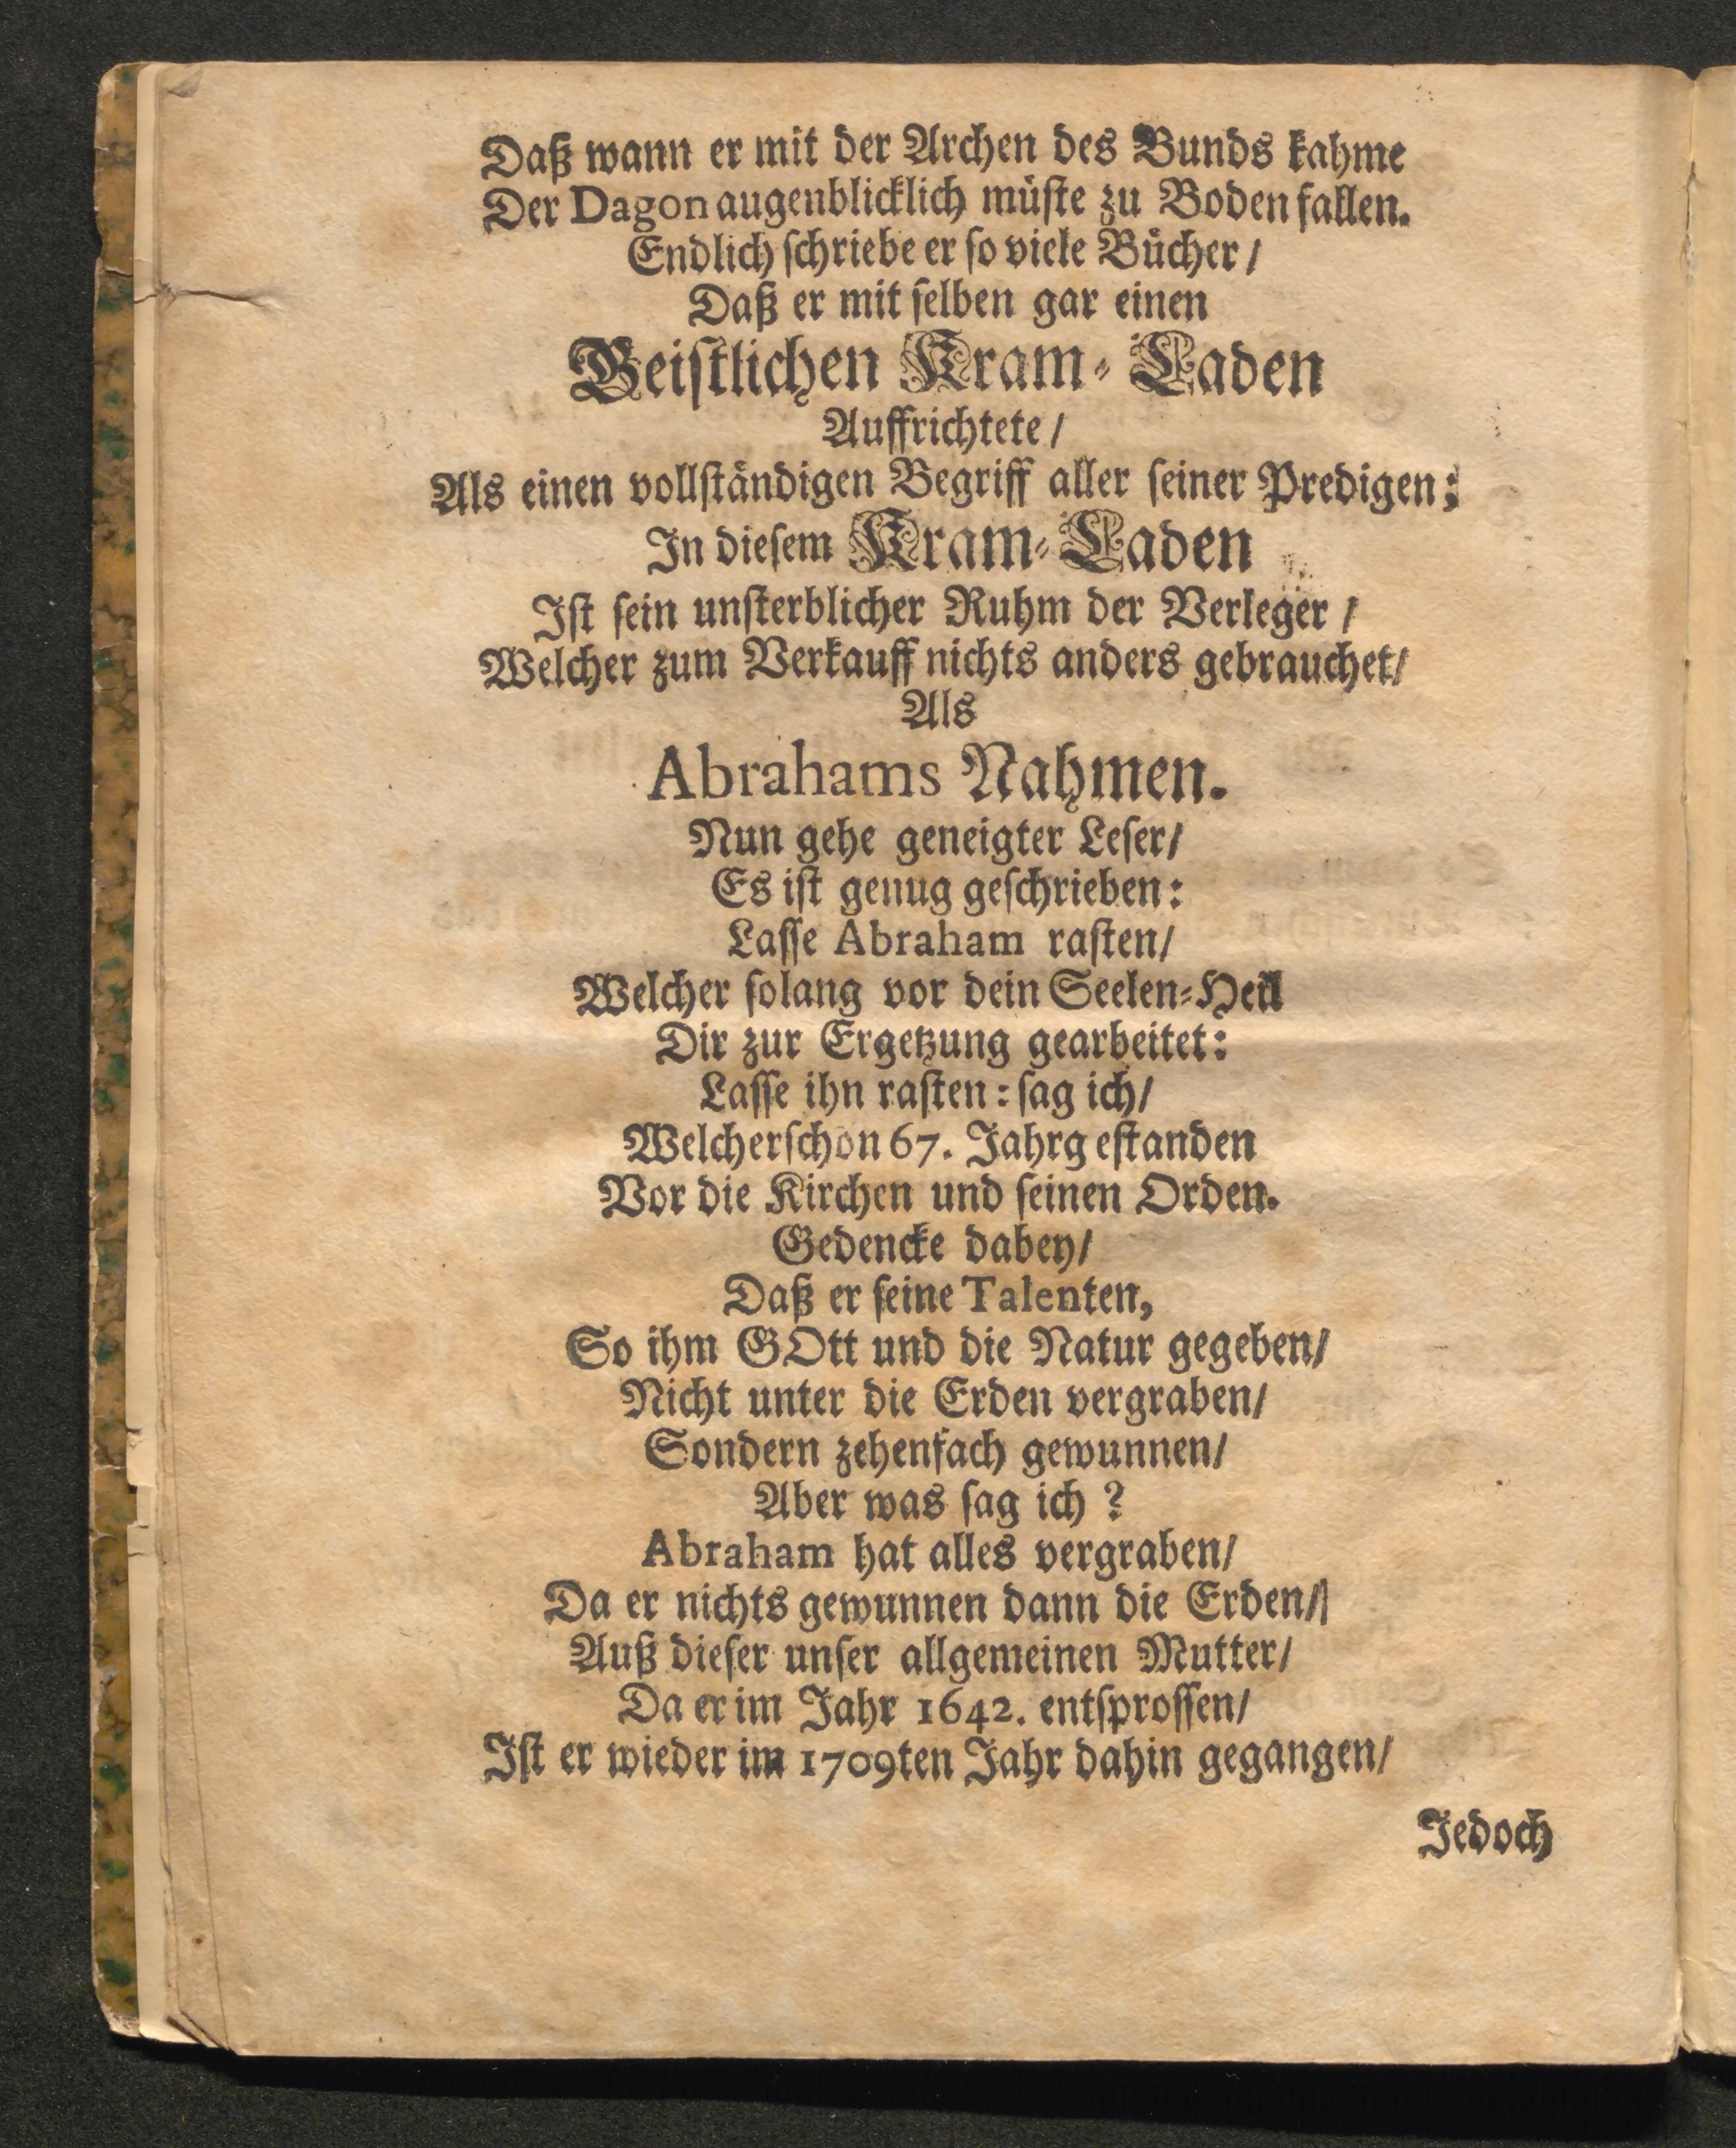 Daß wann er mit der Archen des Bunds kahme
Der Dagon augenblicklich müſte zu Boden fallen.
Endlich ſchriebe er ſo viele Bücher /
Daß er mit ſelben gar einen
Geiſtlichen Kram-Laden
Auffrichtete /
Als einen vollſtändigen Begriff aller ſeiner Predigen;
In dieſem Kram-Laden
Iſt ſein unſterblicher Ruhm der Verleger /
Welcher zum Verkauff nichts anders gebrauchet/
Als
Abrahams Nahmen.
Nun gehe geneigter Leſer/
Es iſt genug geſchrieben:
Laſſe Abraham raſten/
Welcher ſolang vor dein Seelen-Heil
Dir zur Ergetzung gearbeitet:
Laſſe ihn raſten: ſag ich/
Welcherſchon 67. Jahrg eſtanden
Vor die Kirchen und ſeinen Orden.
Gedencke dabey/
Daß er ſeine Talenten,
So ihm GOtt und die Natur gegeben/
Nicht unter die Erden vergraben/
Sondern zehenfach gewunnen/
Aber was ſag ich ?
Abraham hat alles vergraben/
Da er nichts gewunnen dann die Erden/
Auß dieſer unſer allgemeinen Mutter/
Da er im Jahr 1642. entſproſſen/
Iſt er wieder im 1709ten Jahr dahin gegangen/
Jedoch